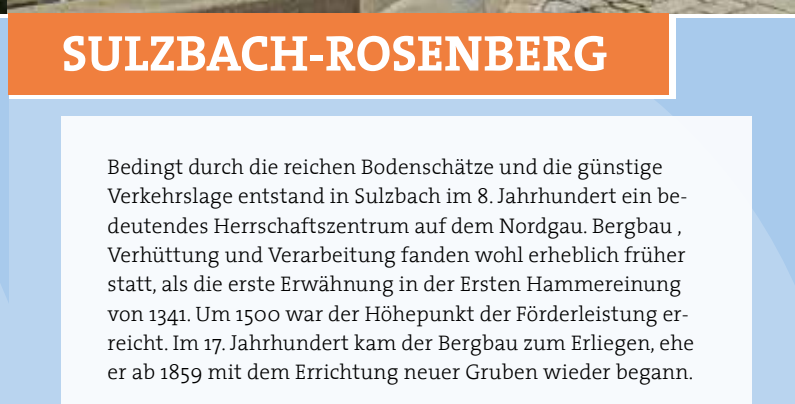 SULZBACH-ROSENBERG
Bedingt durch die reichen Bodenschätze und die günstige
Verkehrslage entstand in Sulzbach im 8. Jahrhundert ein be-
deutendes Herrschaftszentrum auf dem Nordgau. Bergbau ,
Verhüttung und Verarbeitung fanden wohl erheblich früher
statt, als die erste Erwähnung in der Ersten Hammereinung
von 1341. Um 1500 war der Höhepunkt der Förderleistung er-
reicht. Im 17. Jahrhundert kam der Bergbau zum Erliegen, ehe
er ab 1859 mit dem Errichtung neuer Gruben wieder begann.